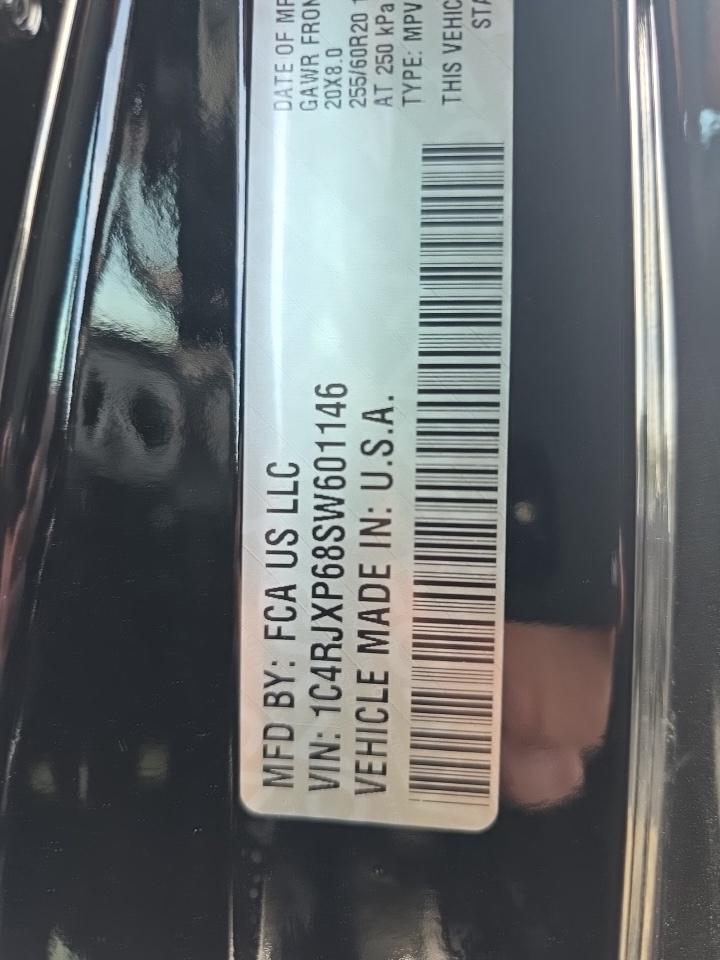 MFD BY: FCA US LLC
VIN: 1C4RJXP68SW601146
VEHICLE MADE IN: U.S.A.
DATE OF
GAWR FRON
20X8.0
255/60R20
AT 250 kPa
TYPE: MPV
THIS VEHIC
STA